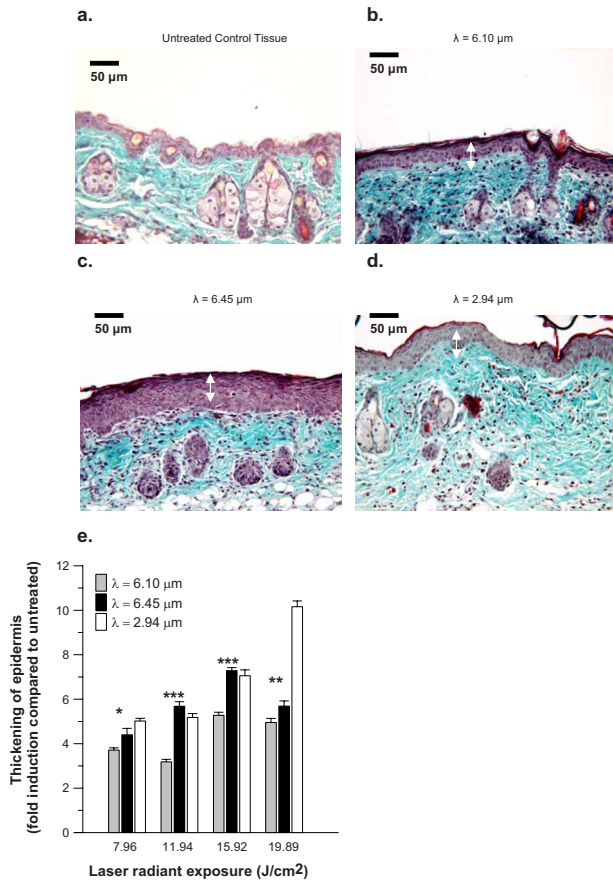 a.
Untreated Control Tissue
50 µm
b.
λ = 6.10 µm
50 µm
c.
λ = 6.45 µm
50 µm
d.
λ = 2.94 µm
50 µm
e.
Thickening of epidermis
(fold induction compared to untreated)
12
10
8
6
4
2
0
λ = 6.10 µm
λ = 6.45 µm
λ = 2.94 µm
*
***
***
**
7.96 11.94 15.92 19.89
Laser radiant exposure (J/cm²)